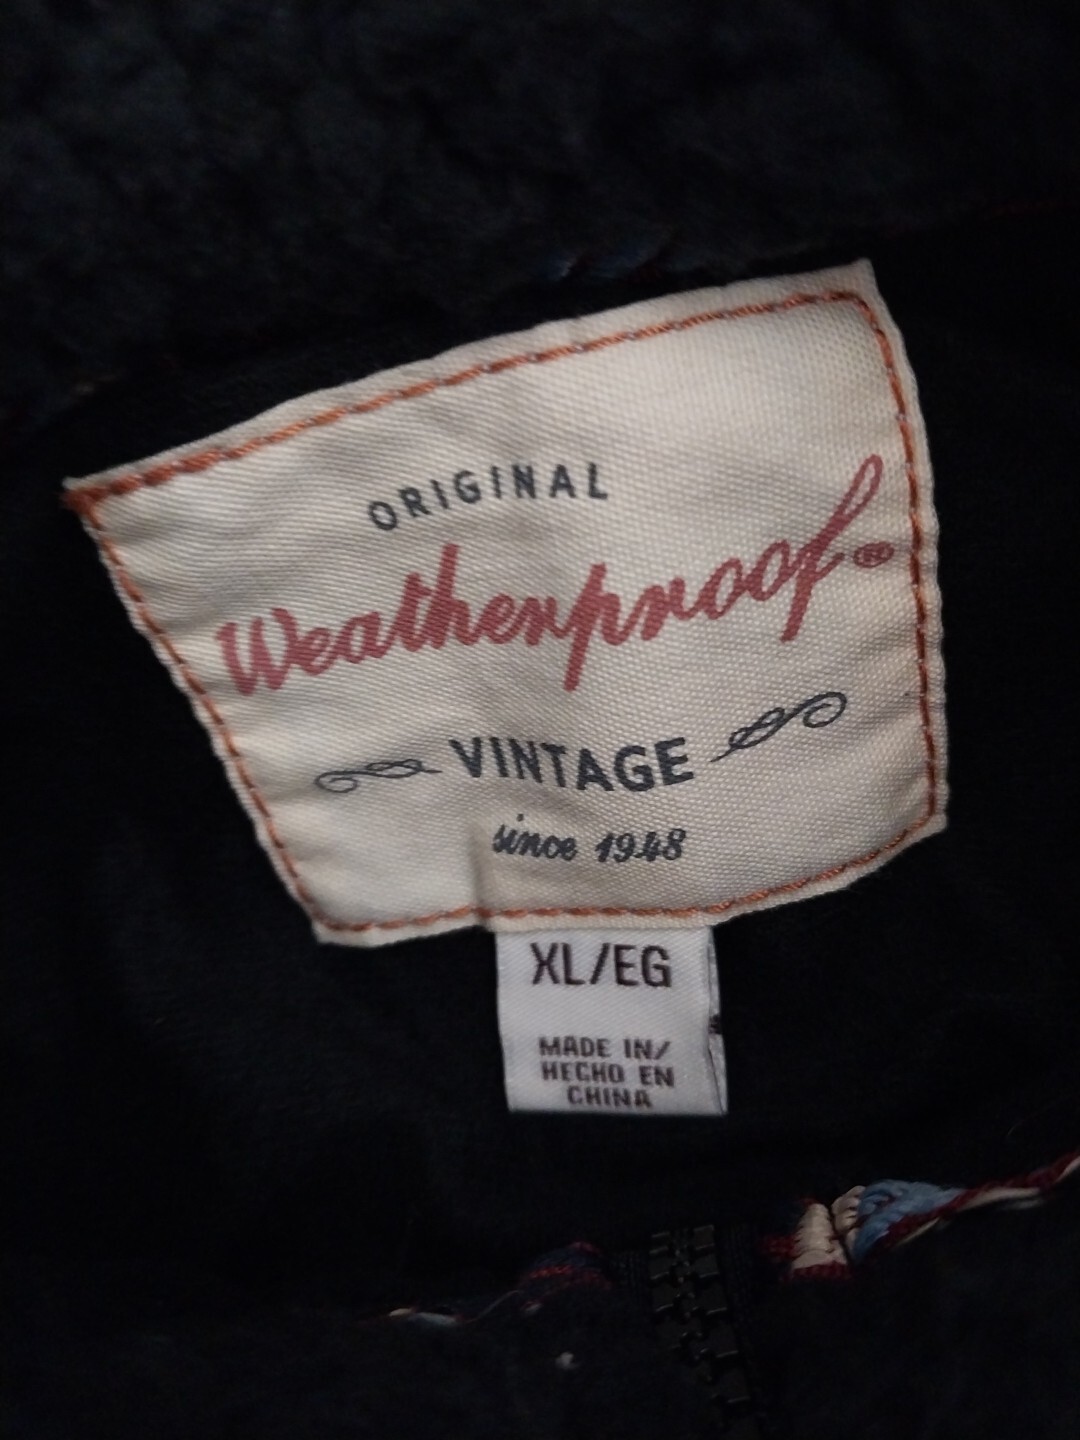 ORIGINAL
Weatherproof®
VINTAGE
since 1948
XL/EG
MADE IN/
HECHO EN
CHINA